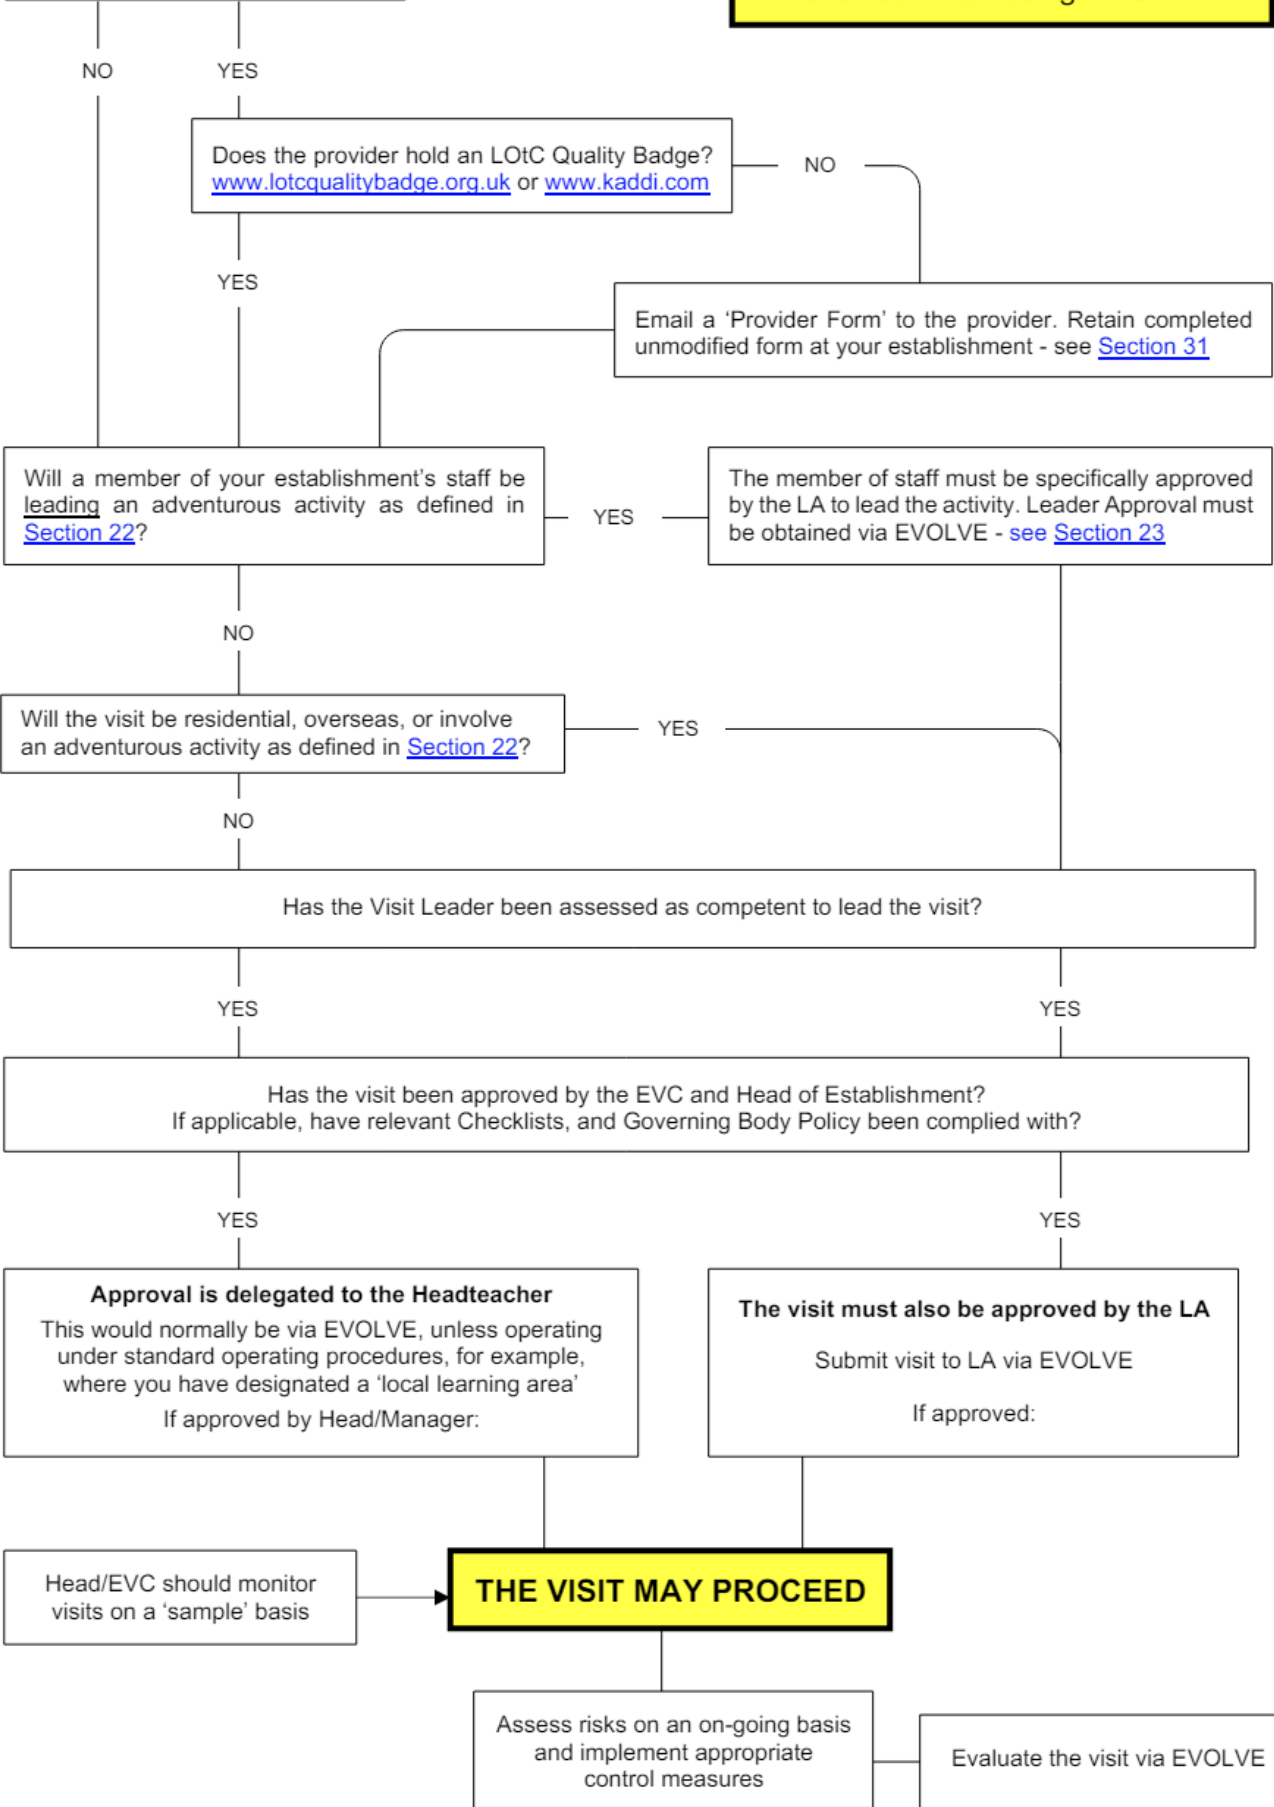 NO
YES
Does the provider hold an LOtC Quality Badge?
www.lotcqualitybadge.org.uk or www.kaddi.com
NO
YES
Email a ‘Provider Form’ to the provider. Retain completed
unmodified form at your establishment - see Section 31
Will a member of your establishment’s staff be
leading an adventurous activity as defined in
Section 22?
YES
The member of staff must be specifically approved
by the LA to lead the activity. Leader Approval must
be obtained via EVOLVE - see Section 23
NO
Will the visit be residential, overseas, or involve
an adventurous activity as defined in Section 22?
YES
NO
Has the Visit Leader been assessed as competent to lead the visit?
YES
YES
Has the visit been approved by the EVC and Head of Establishment?
If applicable, have relevant Checklists, and Governing Body Policy been complied with?
YES
YES
Approval is delegated to the Headteacher
This would normally be via EVOLVE, unless operating
under standard operating procedures, for example,
where you have designated a ‘local learning area’
If approved by Head/Manager:
The visit must also be approved by the LA
Submit visit to LA via EVOLVE
If approved:
Head/EVC should monitor
visits on a ‘sample’ basis
THE VISIT MAY PROCEED
Assess risks on an on-going basis
and implement appropriate
control measures
Evaluate the visit via EVOLVE